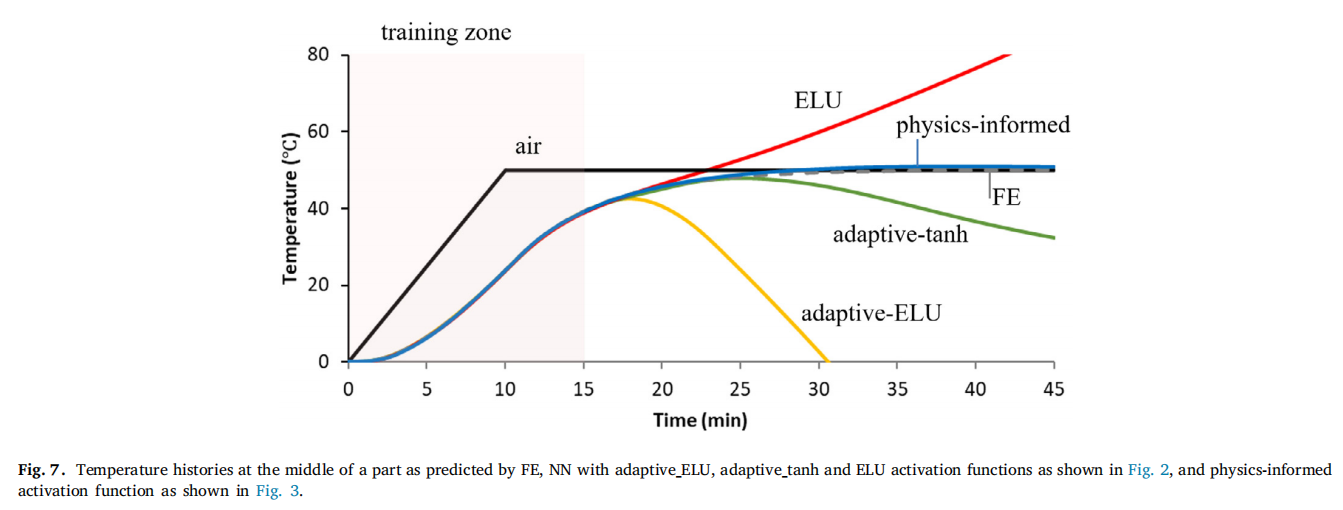 training zone
80
60
40
20
0
Temperature (°C)
air
ELU
physics-informed
FE
adaptive-tanh
adaptive-ELU
0 5 10 15 20 25 30 35 40 45
Time (min)
Fig. 7. Temperature histories at the middle of a part as predicted by FE, NN with adaptive_ELU, adaptive_tanh and ELU activation functions as shown in Fig. 2, and physics-informed
activation function as shown in Fig. 3.